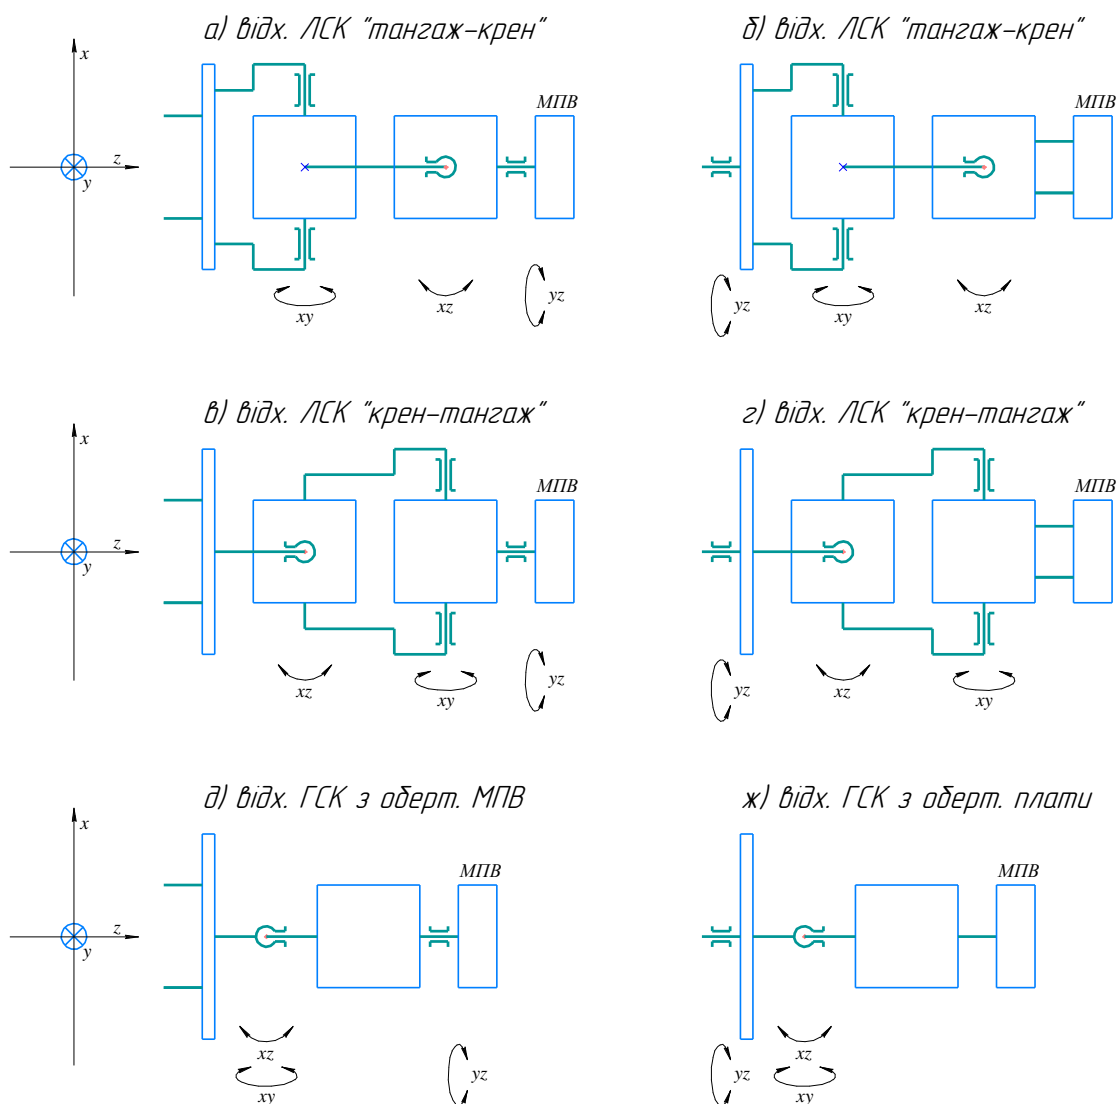 а) відх. ЛСК "тангаж-крен"
б) відх. ЛСК "тангаж-крен"
x
z
y
МПВ
МПВ
xy
xz
yz
yz
xy
xz
в) відх. ЛСК "крен-тангаж"
г) відх. ЛСК "крен-тангаж"
x
z
y
МПВ
МПВ
xz
xy
yz
yz
xz
xy
д) відх. ГСК з оберт. МПВ
ж) відх. ГСК з оберт. плати
x
z
y
МПВ
МПВ
xz
xy
yz
yz
xz
xy